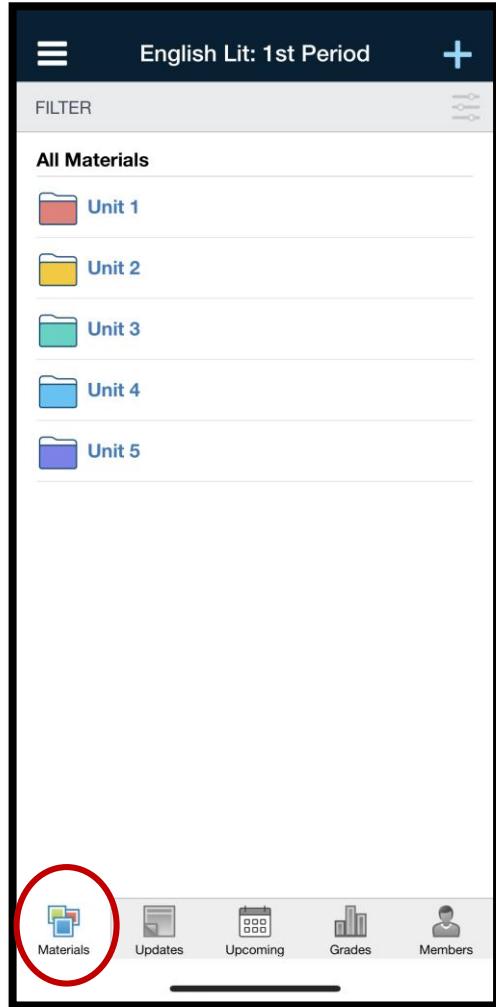 English Lit: 1st Period
FILTER
All Materials
Unit 1
Unit 2
Unit 3
Unit 4
Unit 5
Materials Updates Upcoming Grades Members